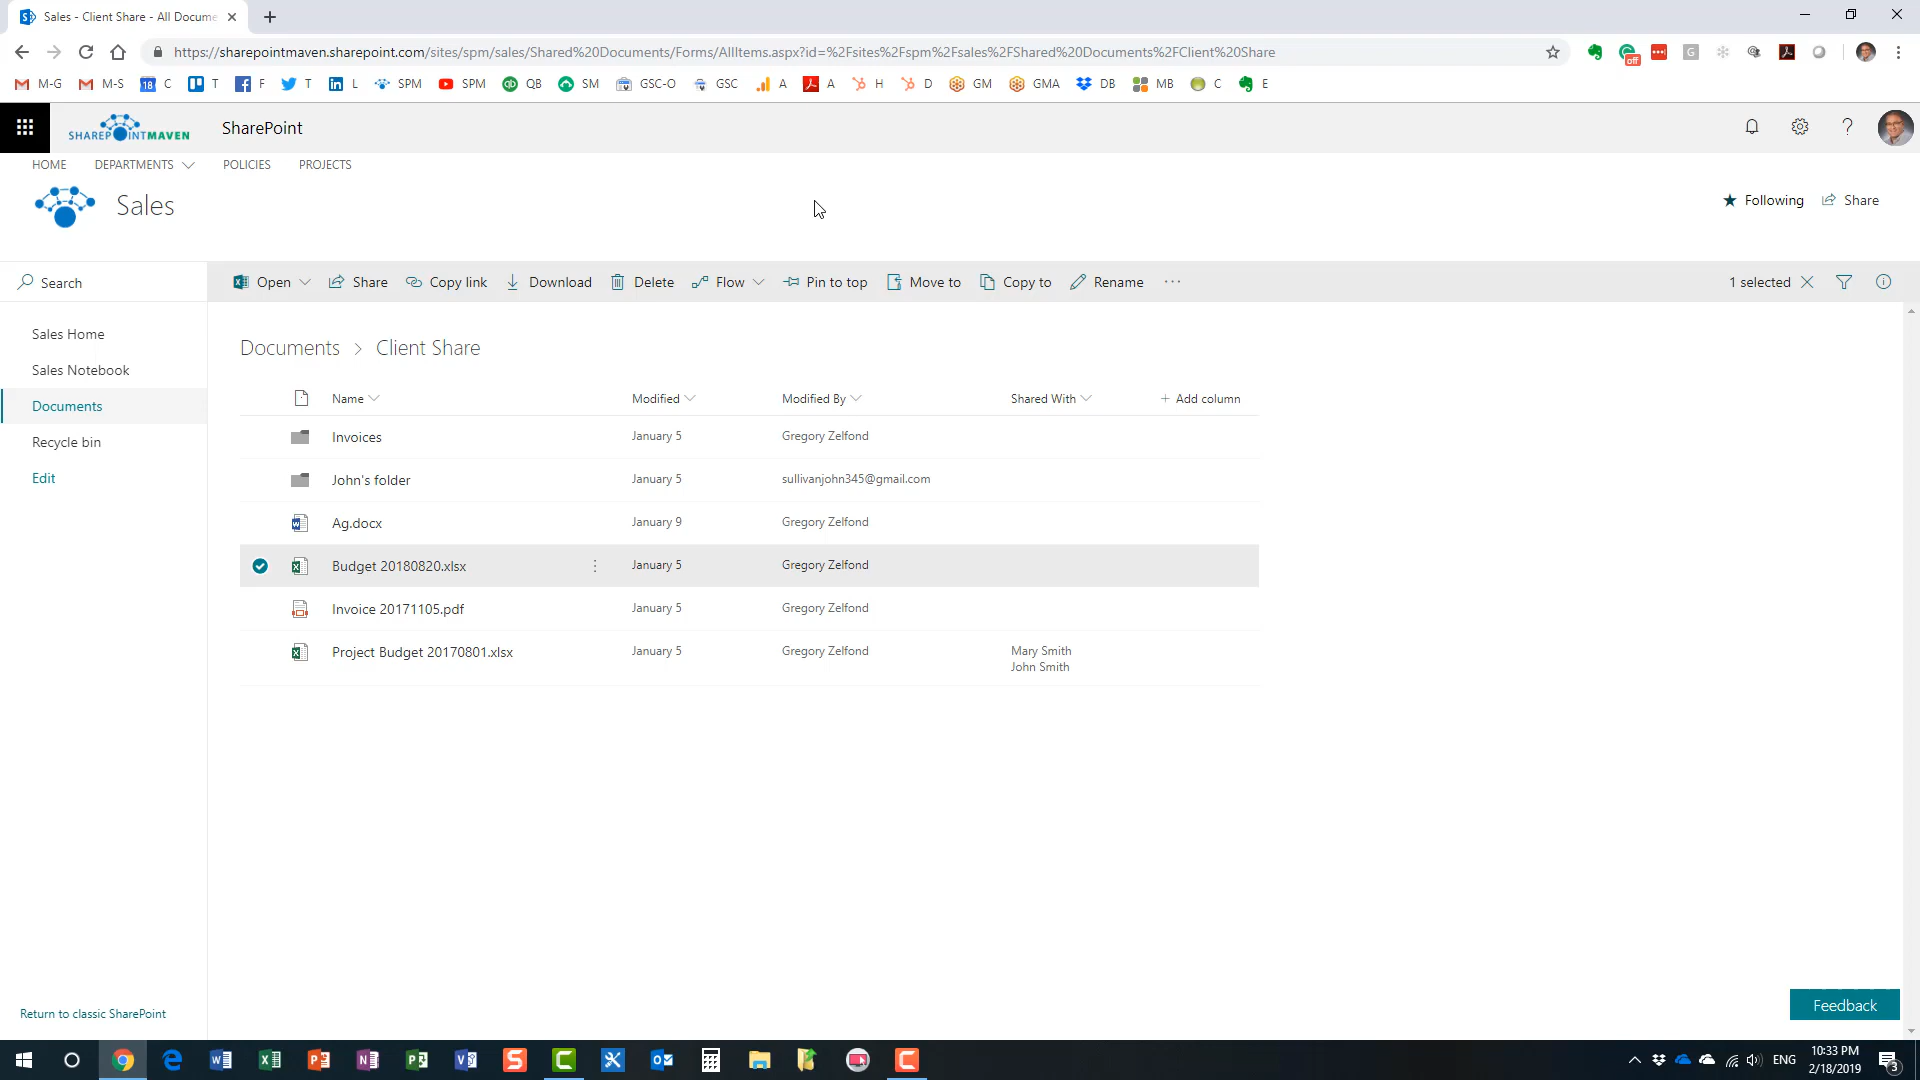 Sales - Client Share - All Docume
https://sharepointmaven.sharepoint.com/sites/spm/sales/Shared%20Documents/Forms/AllItems.aspx?id=%2Fsites%2Fspm%2Fsales%2FShared%20Documents%2FClient%20Share
off
M-G M-S 18 C T F T L SPM SPM QB SM GSC-O GSC A A H D GM GMA DB MB C E
SHAREPOINTMAVEN SharePoint
HOME DEPARTMENTS POLICIES PROJECTS
Sales
Following Share
Search
Open Share Copy link Download Delete Flow Pin to top Move to Copy to Rename ... 1 selected
Sales Home
Sales Notebook
Documents
Recycle bin
Edit
Documents > Client Share
Name Modified Modified By Shared With + Add column
Invoices January 5 Gregory Zelfond
John's folder January 5 sullivanjohn345@gmail.com
Ag.docx January 9 Gregory Zelfond
Budget 20180820.xlsx January 5 Gregory Zelfond
Invoice 20171105.pdf January 5 Gregory Zelfond
Project Budget 20170801.xlsx January 5 Gregory Zelfond Mary Smith
John Smith
Return to classic SharePoint
Feedback
ENG
10:33 PM
2/18/2019
3